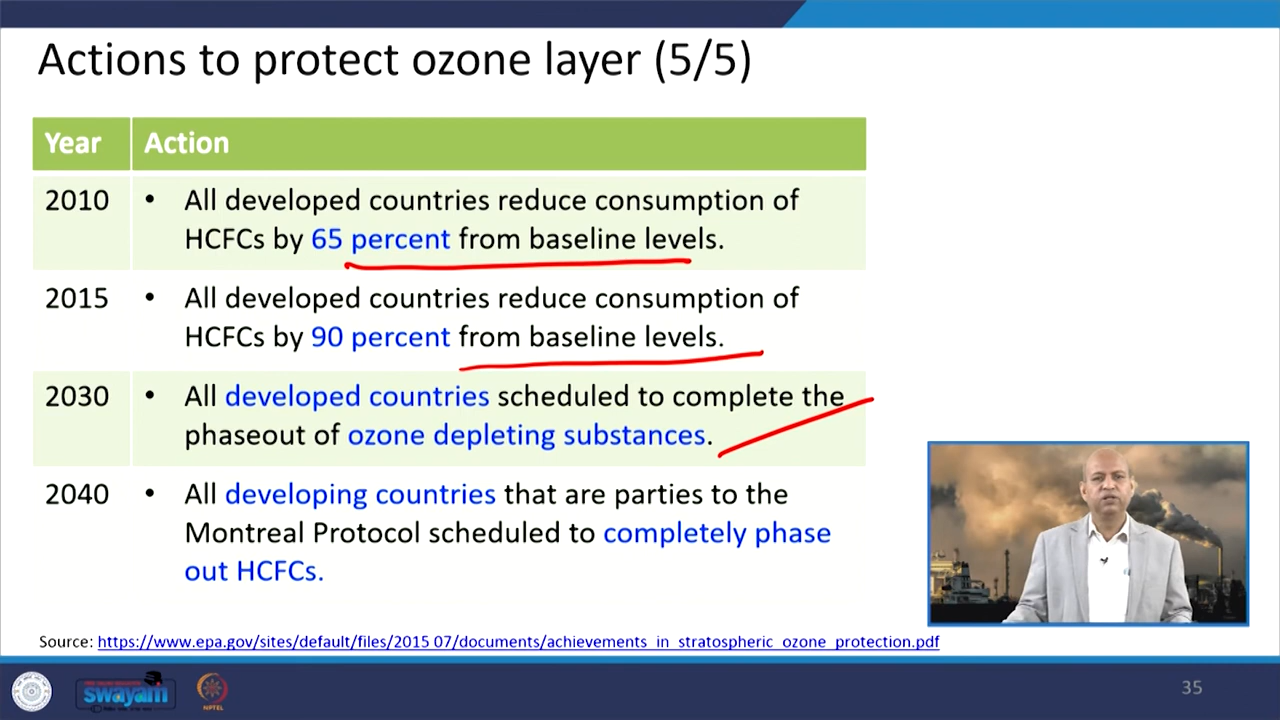 Actions to protect ozone layer (5/5)
Year Action
2010 • All developed countries reduce consumption of
HCFCs by 65 percent from baseline levels.
2015 • All developed countries reduce consumption of
HCFCs by 90 percent from baseline levels.
2030 • All developed countries scheduled to complete the
phaseout of ozone depleting substances.
2040 • All developing countries that are parties to the
Montreal Protocol scheduled to completely phase
out HCFCs.
Source: https://www.epa.gov/sites/default/files/2015 07/documents/achievements_in_stratospheric_ozone_protection.pdf
swayam
NPTEL
35